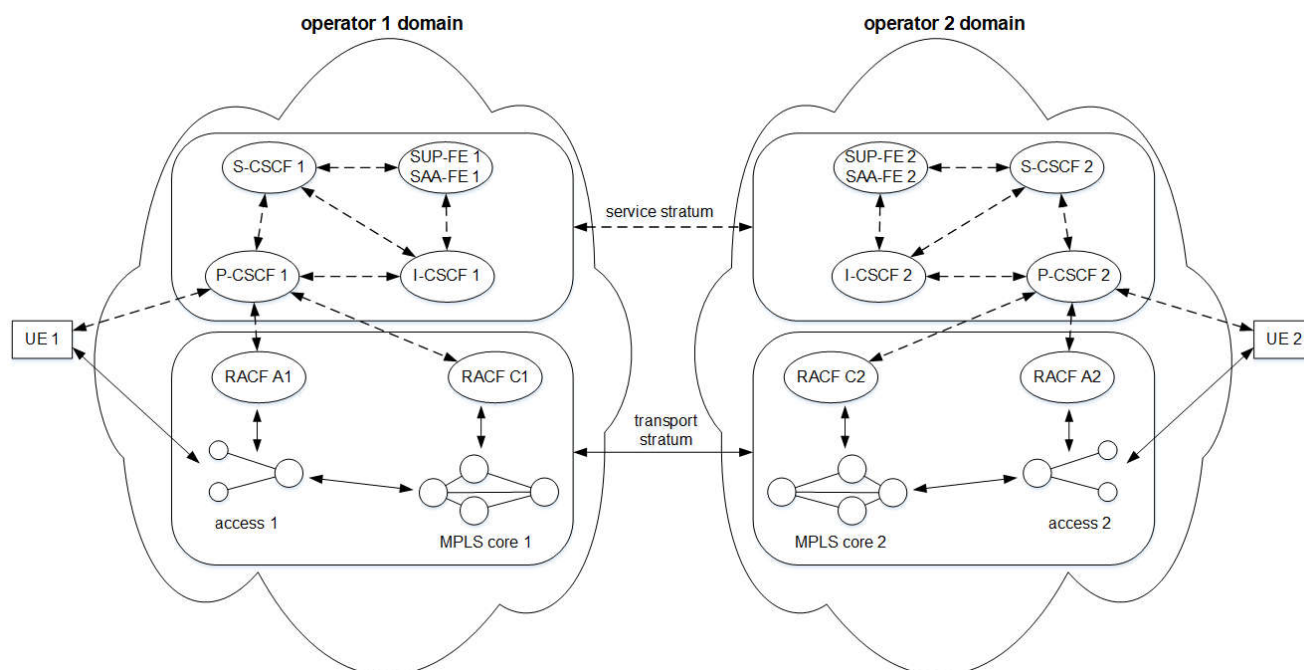 operator 1 domain
operator 2 domain
S-CSCF 1
SUP-FE 1
SAA-FE 1
SUP-FE 2
SAA-FE 2
S-CSCF 2
service stratum
P-CSCF 1
I-CSCF 1
I-CSCF 2
P-CSCF 2
UE 1
UE 2
RACF A1
RACF C1
RACF C2
RACF A2
transport
stratum
access 1
MPLS core 1
MPLS core 2
access 2